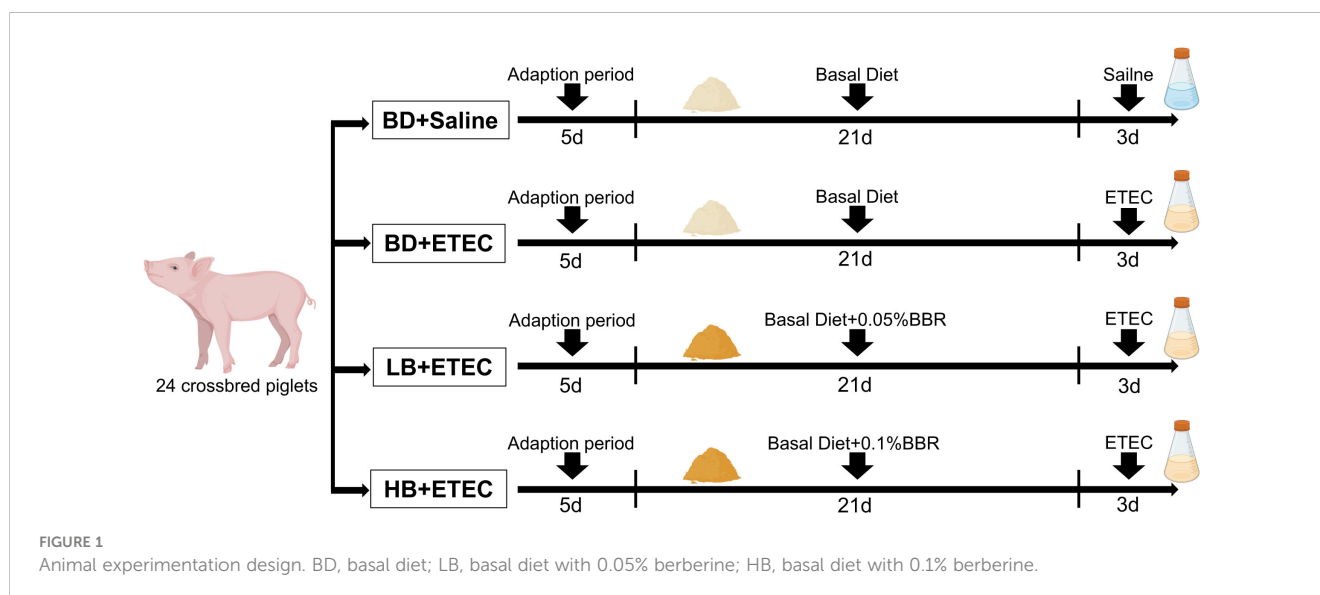 Adaption period
Basal Diet
Sailne
BD+Saline
5d
21d
3d
Adaption period
Basal Diet
ETEC
BD+ETEC
5d
21d
3d
Adaption period
Basal Diet+0.05%BBR
ETEC
LB+ETEC
5d
21d
3d
24 crossbred piglets
Adaption period
Basal Diet+0.1%BBR
ETEC
HB+ETEC
5d
21d
3d
FIGURE 1
Animal experimentation design. BD, basal diet; LB, basal diet with 0.05% berberine; HB, basal diet with 0.1% berberine.